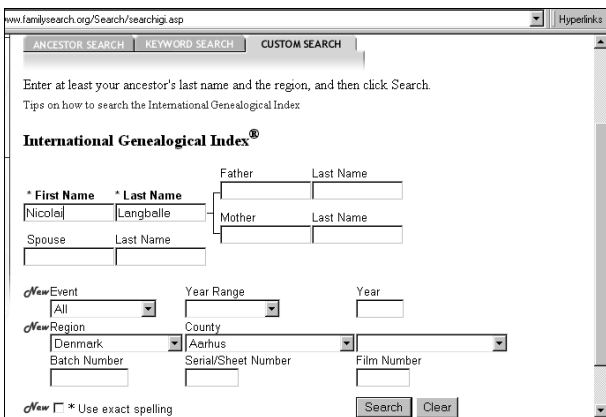 ww.familysearch.org/Search/searchigi.asp Hyperlinks
ANCESTOR SEARCH KEYWORD SEARCH CUSTOM SEARCH
Enter at least your ancestor's last name and the region, and then click Search.
Tips on how to search the International Genealogical Index
International Genealogical Index®
Father Last Name
* First Name * Last Name
Nicolai Langballe
Mother Last Name
Spouse Last Name
New Event Year Range Year
All
New Region County
Denmark Aarhus
Batch Number Serial/Sheet Number Film Number
New * Use exact spelling Search Clear